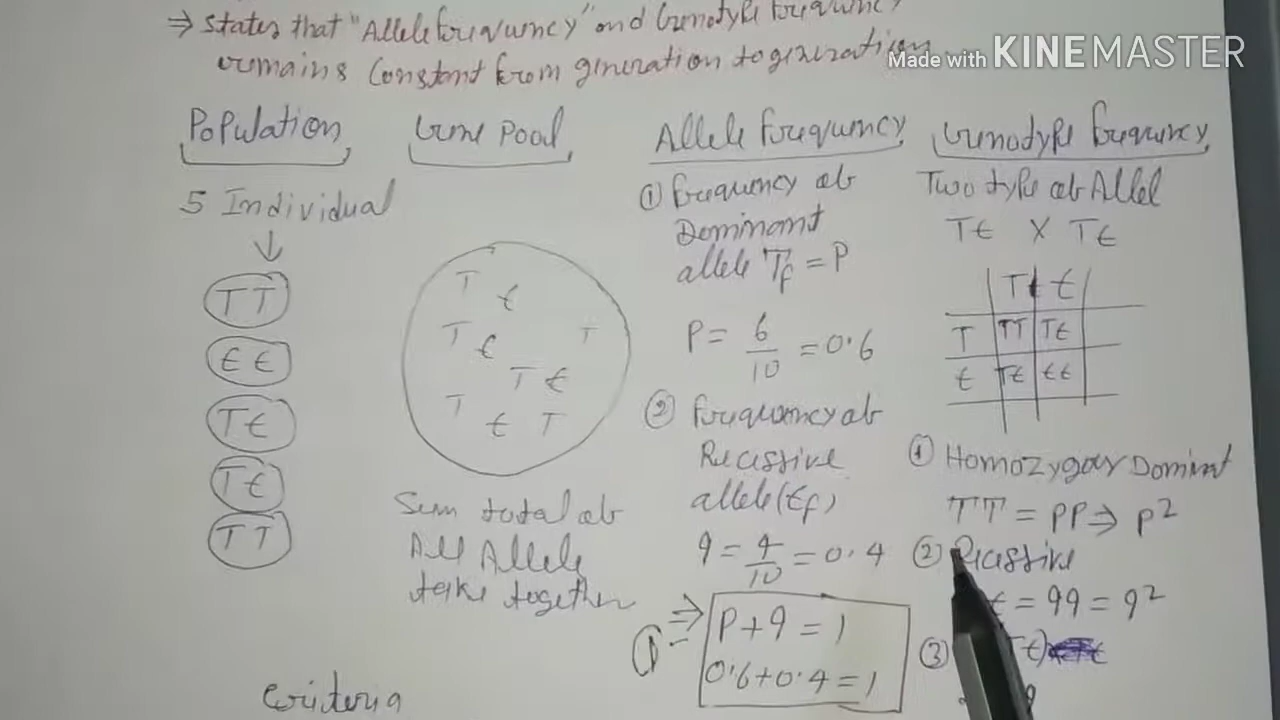 ⇒ States that "Allele frequency" and Genotype frequency
remains Constant from generation to generation
Made with KINEMASTER
Population
5 Individual
↓
TT
tt
Tt
Tt
TT
Gene Pool
T t
T t T
T t
T t T
Sum total of
All Allele
take together
Allele frequency
① frequency of
Dominant
allele Tf = P
P = 6/10 = 0.6
② frequency of
Recessive
allele (tf)
q = 4/10 = 0.4
① ⇒ P + q = 1
0.6 + 0.4 = 1
Genotype frequency
Two type of Allel
Tt X Tt
T t
T TT Tt
t Tt tt
① Homozygous Domint
TT = PP ⇒ P²
② Recessive
= qq = q²
③
Criteria